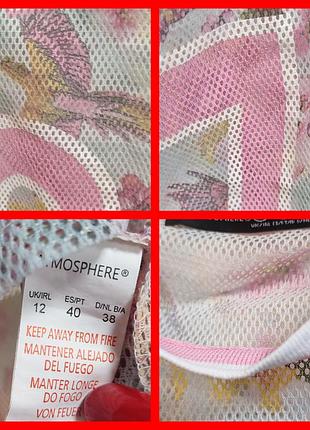 MOSPHERE®
UK/IRL ES/PT D/NL B/A
12 40 38
KEEP AWAY FROM FIRE
MANTENER ALEJADO
DEL FUEGO
MANTER LONGE
DO FOGO
VON FEUER